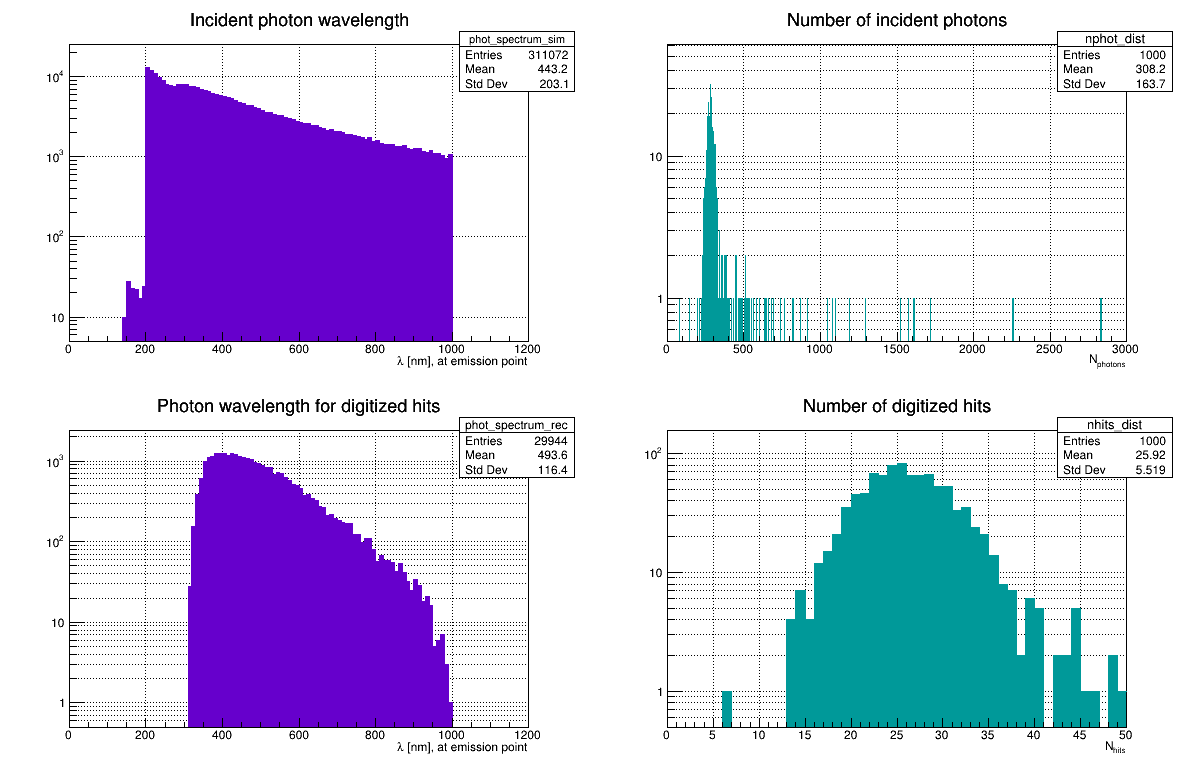 Incident photon wavelength
phot_spectrum_sim
Entries 311072
Mean 443.2
Std Dev 203.1
10^4
10^3
10^2
10
0 200 400 600 800 1000 1200
λ [nm], at emission point
Number of incident photons
nphot_dist
Entries 1000
Mean 308.2
Std Dev 163.7
10
1
0 500 1000 1500 2000 2500 3000
N_photons
Photon wavelength for digitized hits
phot_spectrum_rec
Entries 29944
Mean 493.6
Std Dev 116.4
10^3
10^2
10
1
0 200 400 600 800 1000 1200
λ [nm], at emission point
Number of digitized hits
nhits_dist
Entries 1000
Mean 25.92
Std Dev 5.519
10^2
10
1
0 5 10 15 20 25 30 35 40 45 50
N_hits